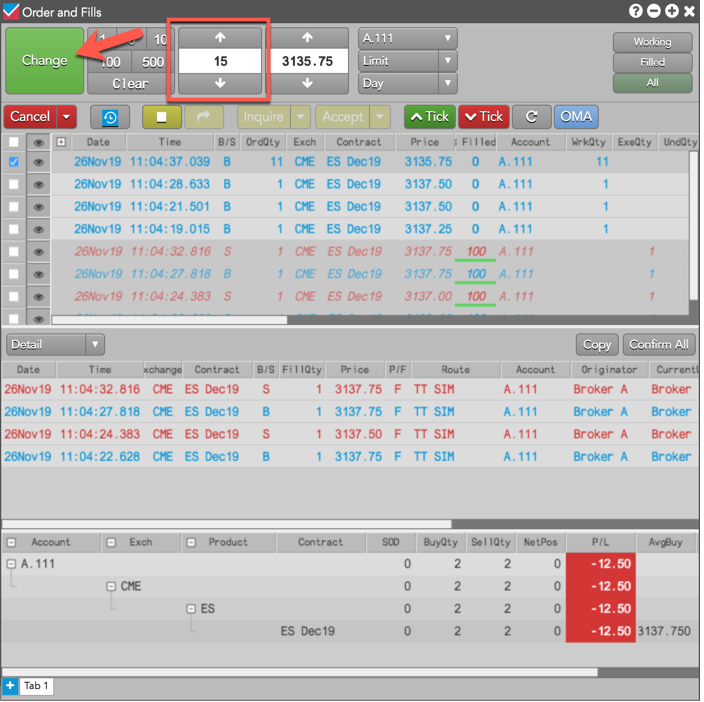 Order and Fills
Change
10
100 500
Clear
15
3135.75
A.111
Limit
Day
Working
Filled
All
Cancel Inquire Accept Tick Tick C OMA
Date Time B/S OrdQty Exch Contract Price Filled Account WrkQty ExeQty UndQty
26Nov19 11:04:37.039 B 11 CME ES Dec19 3135.75 0 A.111 11
26Nov19 11:04:28.633 B 1 CME ES Dec19 3137.50 0 A.111 1
26Nov19 11:04:21.501 B 1 CME ES Dec19 3137.50 0 A.111 1
26Nov19 11:04:19.015 B 1 CME ES Dec19 3137.25 0 A.111 1
26Nov19 11:04:32.816 S 1 CME ES Dec19 3137.75 100 A.111 1
26Nov19 11:04:27.818 B 1 CME ES Dec19 3137.75 100 A.111 1
26Nov19 11:04:24.383 S 1 CME ES Dec19 3137.00 100 A.111 1
Detail Copy Confirm All
Date Time xchange Contract B/S FillQty Price P/F Route Account Originator CurrentU
26Nov19 11:04:32.816 CME ES Dec19 S 1 3137.75 F TT SIM A.111 Broker A Broker
26Nov19 11:04:27.818 CME ES Dec19 B 1 3137.75 F TT SIM A.111 Broker A Broker
26Nov19 11:04:24.383 CME ES Dec19 S 1 3137.50 F TT SIM A.111 Broker A Broker
26Nov19 11:04:22.628 CME ES Dec19 B 1 3137.75 F TT SIM A.111 Broker A Broker
Account Exch Product Contract SOD BuyQty SellQty NetPos P/L AvgBuy
A.111 0 2 2 0 -12.50
CME 0 2 2 0 -12.50
ES 0 2 2 0 -12.50
ES Dec19 0 2 2 0 -12.50 3137.750
Tab 1